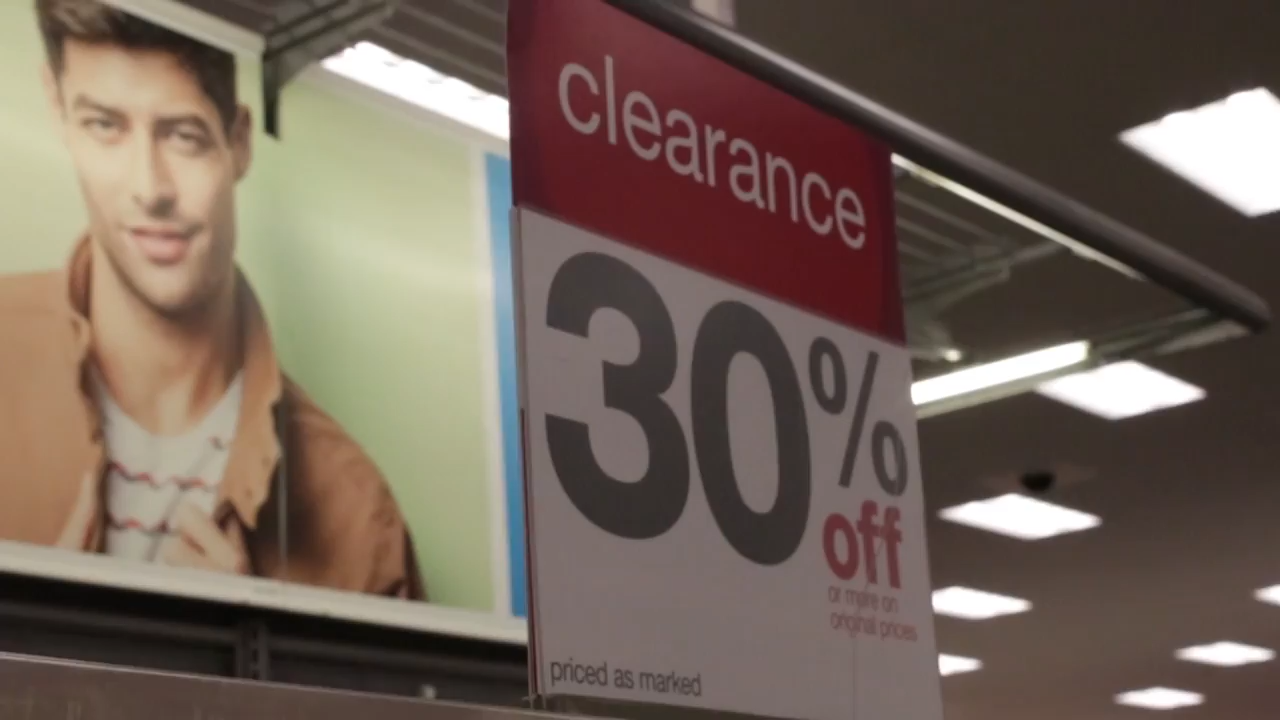 clearance
30%
off
or more on
original prices
priced as marked